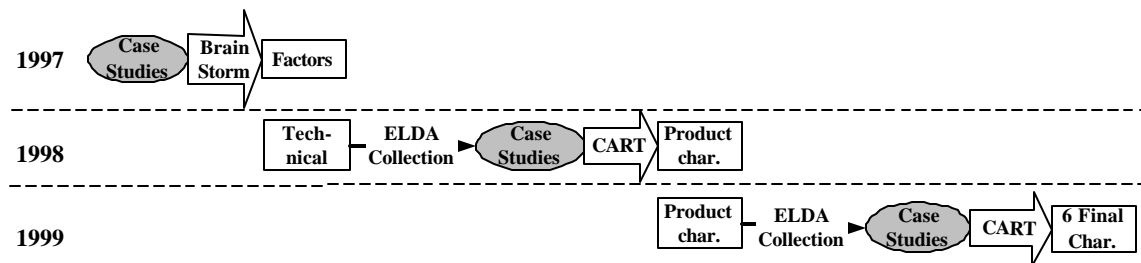 1997
Case
Studies
Brain
Storm
Factors
1998
Tech-
nical
ELDA
Collection
Case
Studies
CART
Product
char.
1999
Product
char.
ELDA
Collection
Case
Studies
CART
6 Final
Char.